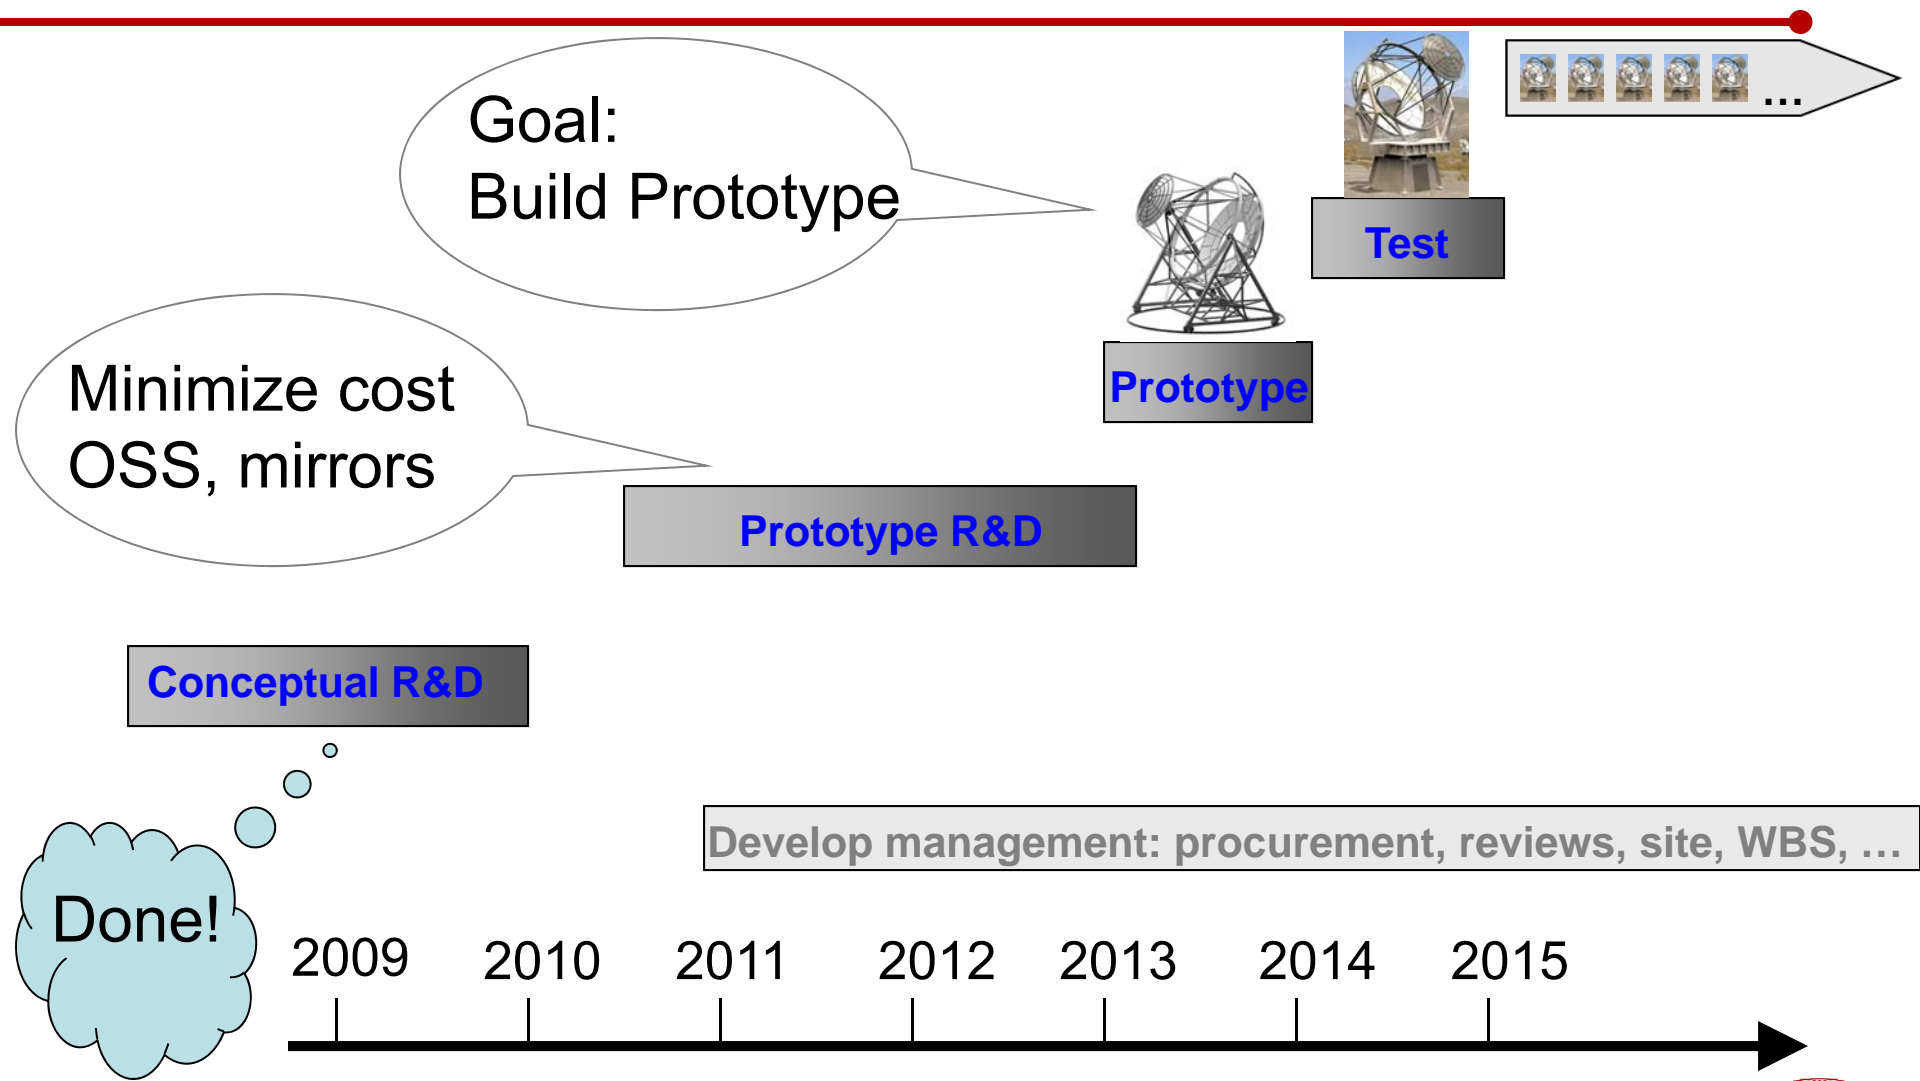 Goal:
Build Prototype
...
Test
Prototype
Minimize cost
OSS, mirrors
Prototype R&D
Conceptual R&D
Develop management: procurement, reviews, site, WBS, …
Done!
2009 2010 2011 2012 2013 2014 2015